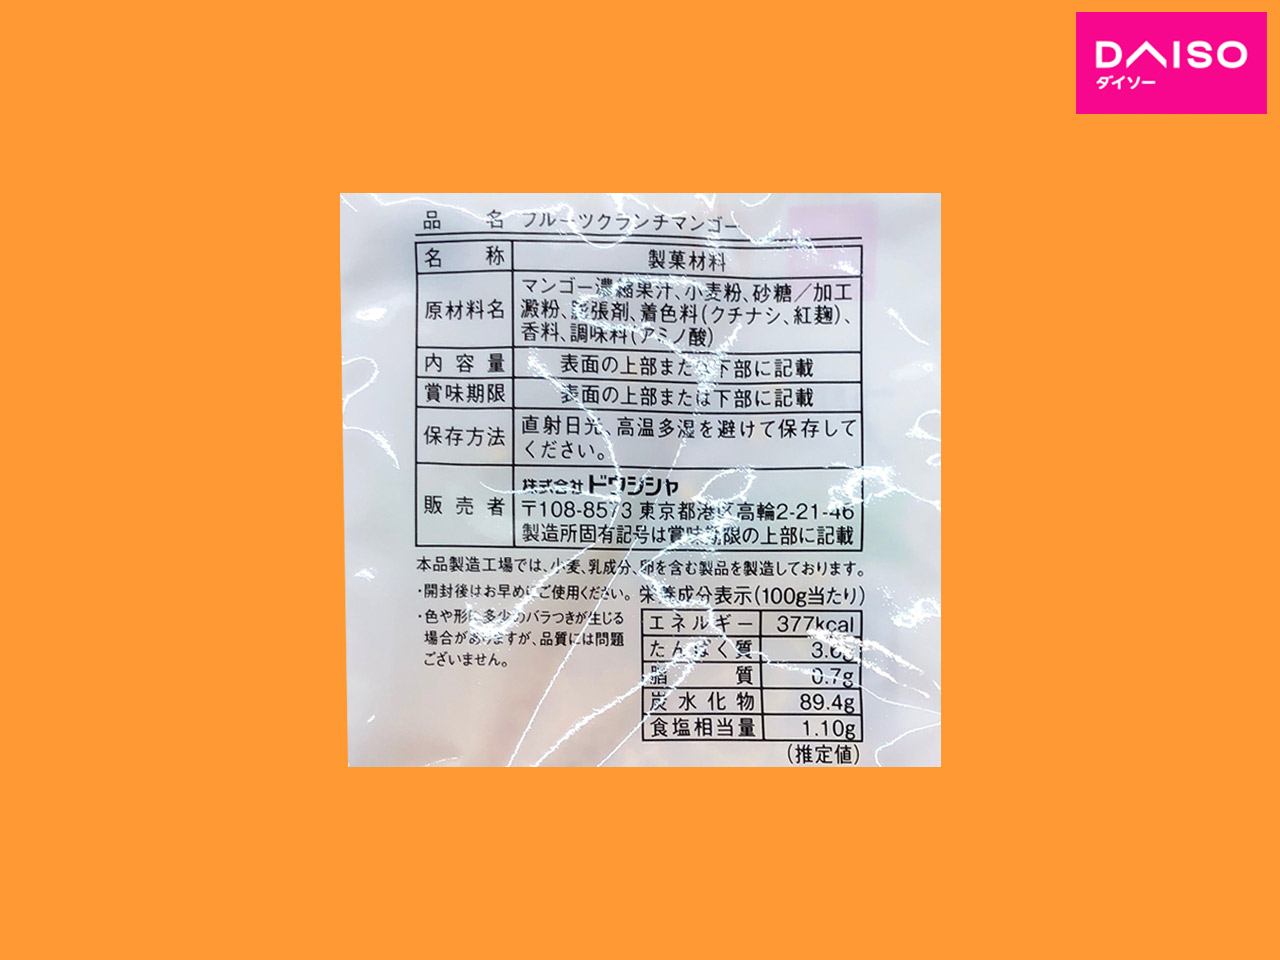 DAISO
ダイソー
品名 フルーツクランチマンゴー
名称 製菓材料
原材料名 マンゴー濃縮果汁、小麦粉、砂糖／加工
澱粉、膨張剤、着色料(クチナシ、紅麹)、
香料、調味料(アミノ酸)
内容量 表面の上部または下部に記載
賞味期限 表面の上部または下部に記載
保存方法 直射日光、高温多湿を避けて保存して
ください。
販売者 株式会社ドウシシャ
〒108-8573 東京都港区高輪2-21-46
製造所固有記号は賞味期限の上部に記載
本品製造工場では、小麦、乳成分、卵を含む製品を製造しております。
・開封後はお早めにご使用ください。
・色や形に多少のバラつきが生じる
場合がありますが、品質には問題
ございません。
栄養成分表示(100g当たり)
エネルギー 377kcal
たんぱく質 3.6g
脂質 0.7g
炭水化物 89.4g
食塩相当量 1.10g
(推定値)